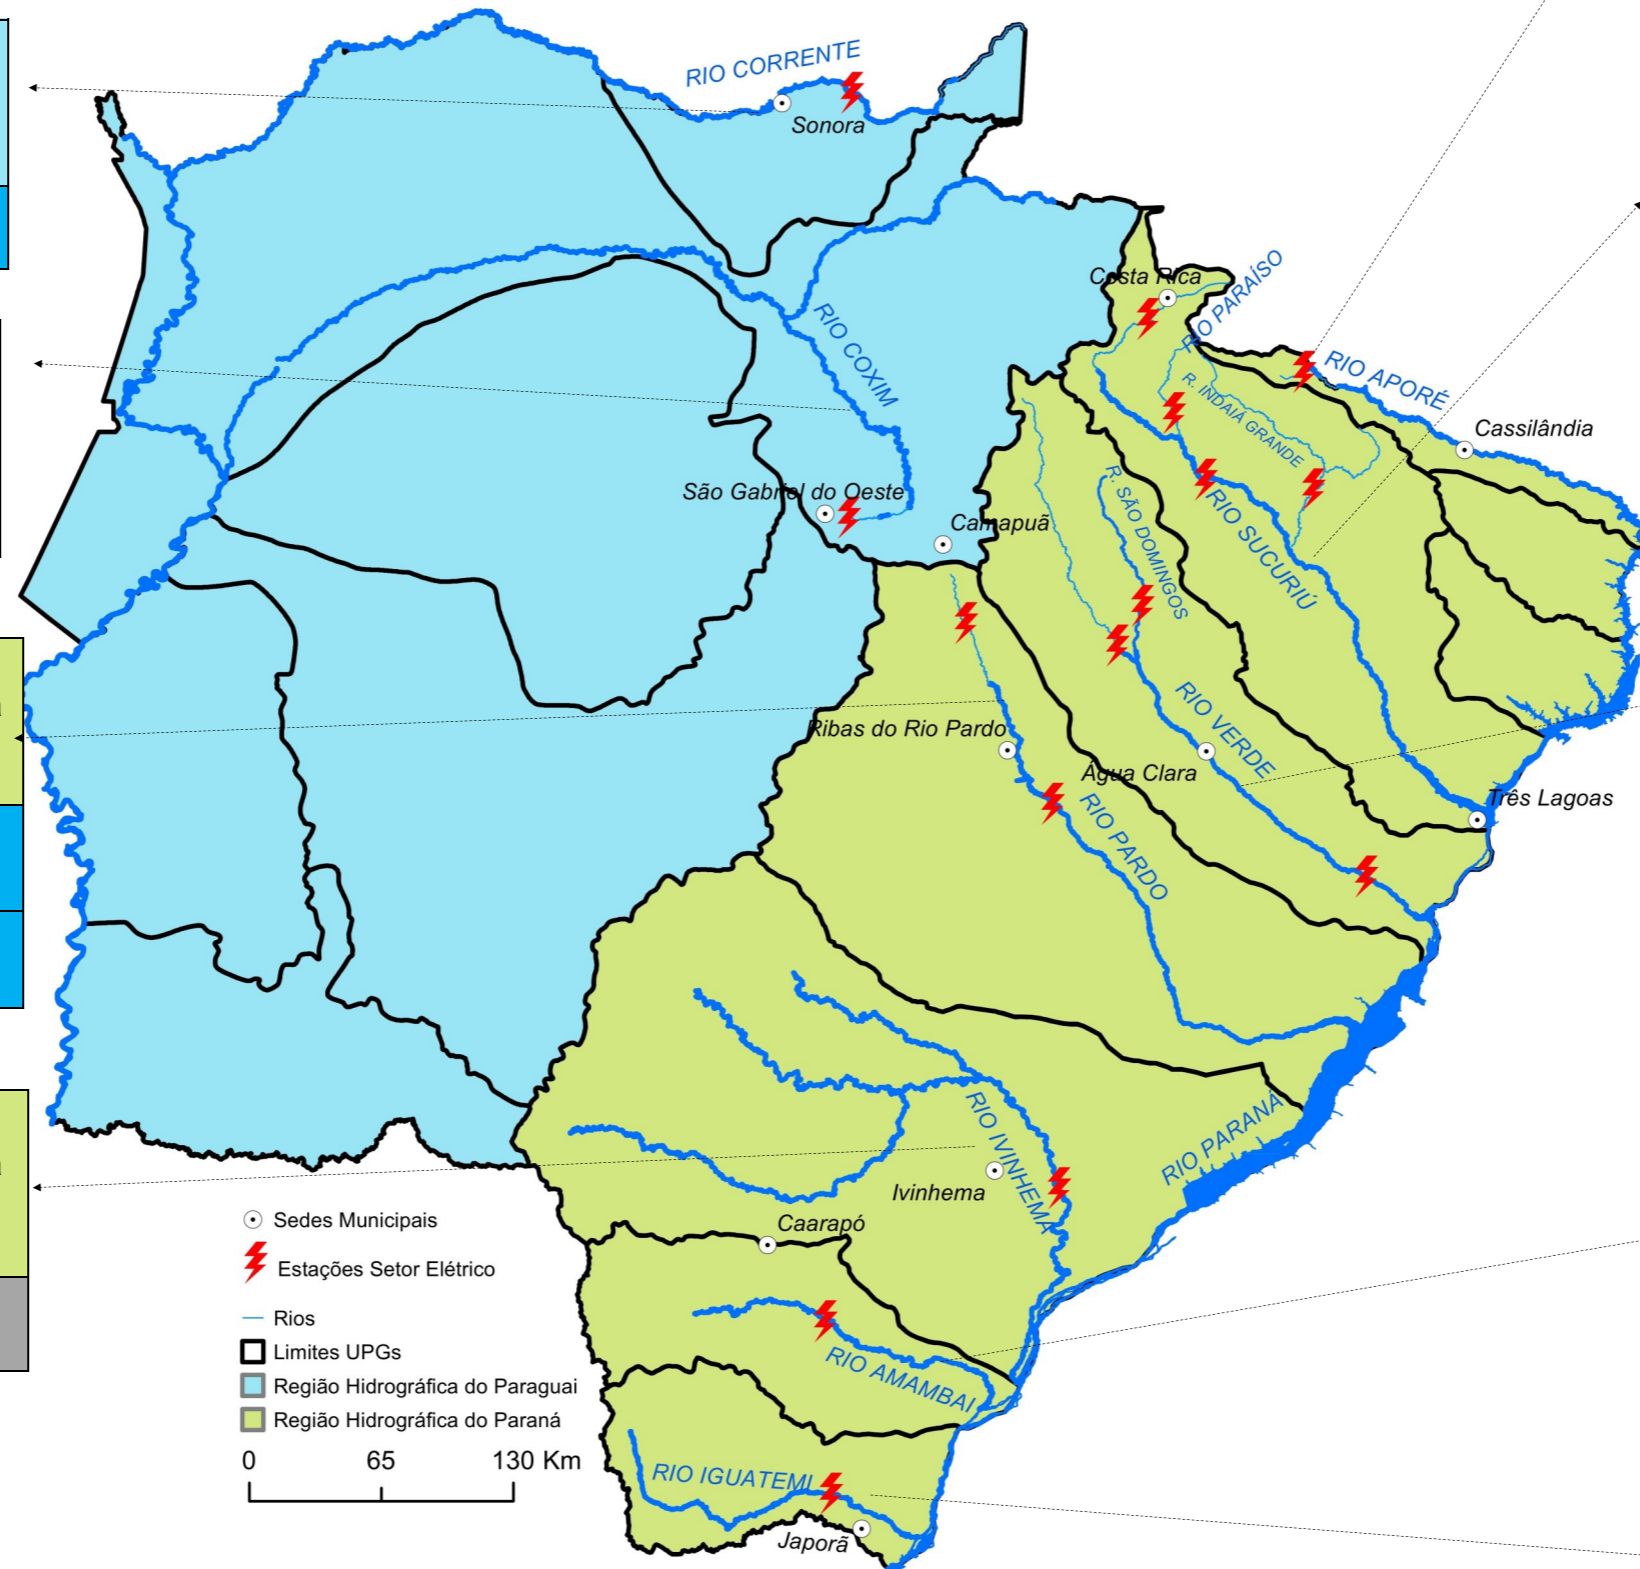 RIO CORRENTE
Sonora
Costa Rica
RIO PARAÍSO
RIO APORÉ
R. INDAIÁ GRANDE
Cassilândia
RIO COXIM
São Gabriel do Oeste
Camapuã
R. SÃO DOMINGOS
RIO SUCURIÚ
Ribas do Rio Pardo
RIO VERDE
Água Clara
Três Lagoas
RIO PARDO
RIO IVINHEMA
RIO PARANÁ
Ivinhema
Caarapó
RIO AMAMBAI
RIO IGUATEMI
Japorã
Sedes Municipais
Estações Setor Elétrico
Rios
Limites UPGs
Região Hidrográfica do Paraguai
Região Hidrográfica do Paraná
0 65 130 Km